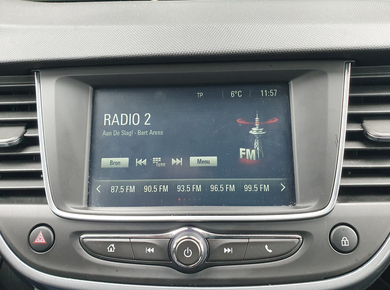 TP 6°C 11:57
RADIO 2
Aan De Slag! - Bart Arens
FM
Bron Tune Menu
87.5 FM 90.5 FM 93.5 FM 96.5 FM 99.5 FM